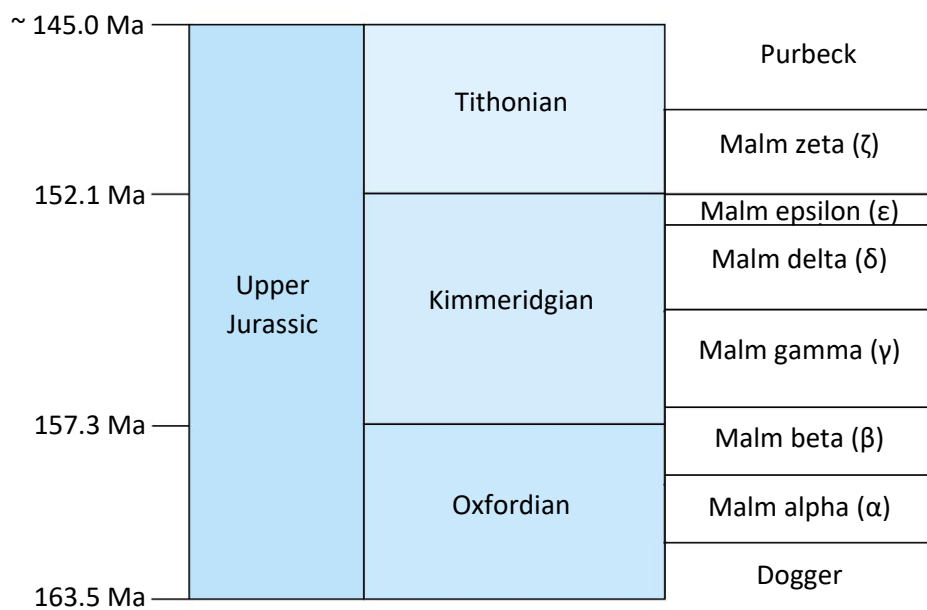 ~ 145.0 Ma
Purbeck
Tithonian
Malm zeta (ζ)
152.1 Ma
Malm epsilon (ε)
Malm delta (δ)
Upper
Jurassic
Kimmeridgian
Malm gamma (γ)
157.3 Ma
Malm beta (β)
Oxfordian
Malm alpha (α)
Dogger
163.5 Ma